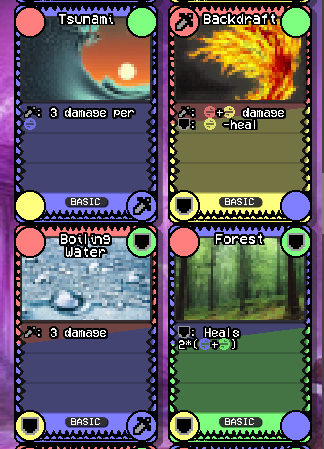 Tsunami
: 3 damage per
BASIC
Backdraft
: + damage
: -heal
BASIC
Boiling
Water
: 3 damage
BASIC
Forest
: Heals
2*(+)
BASIC